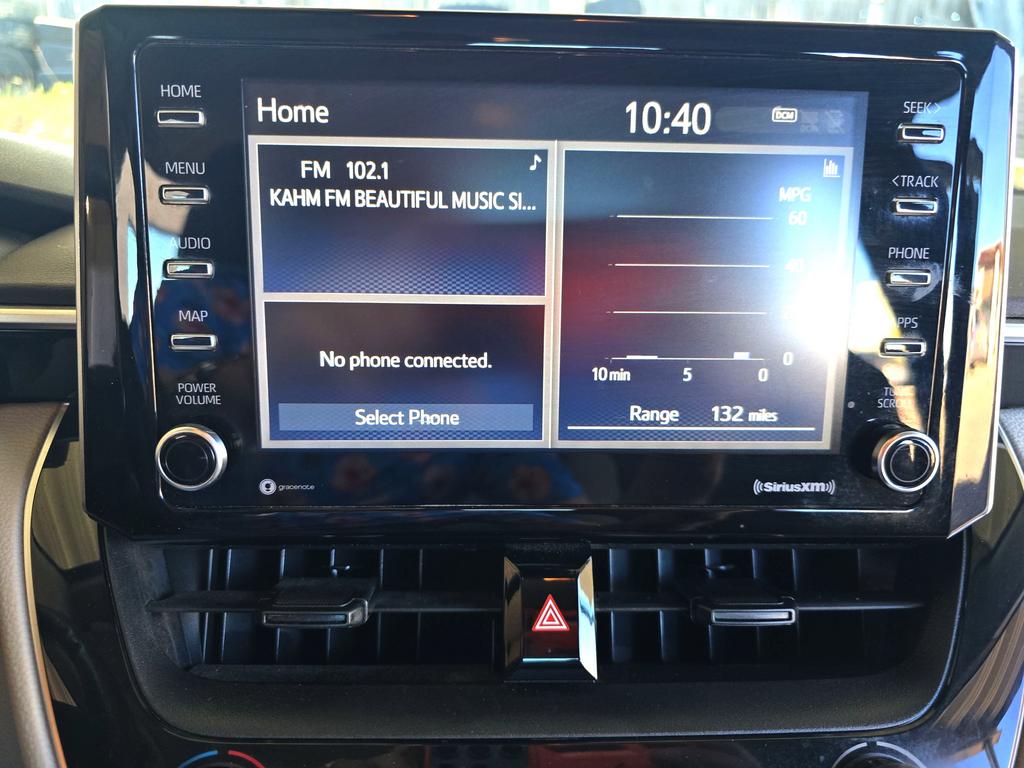 HOME
MENU
AUDIO
MAP
POWER
VOLUME
Home
10:40
DCM
FM 102.1
KAHM FM BEAUTIFUL MUSIC SI...
No phone connected.
Select Phone
MPG
60
40
0
10 min 5 0
Range 132 miles
SEEK>
<TRACK
PHONE
gracenote
((SiriusXM))